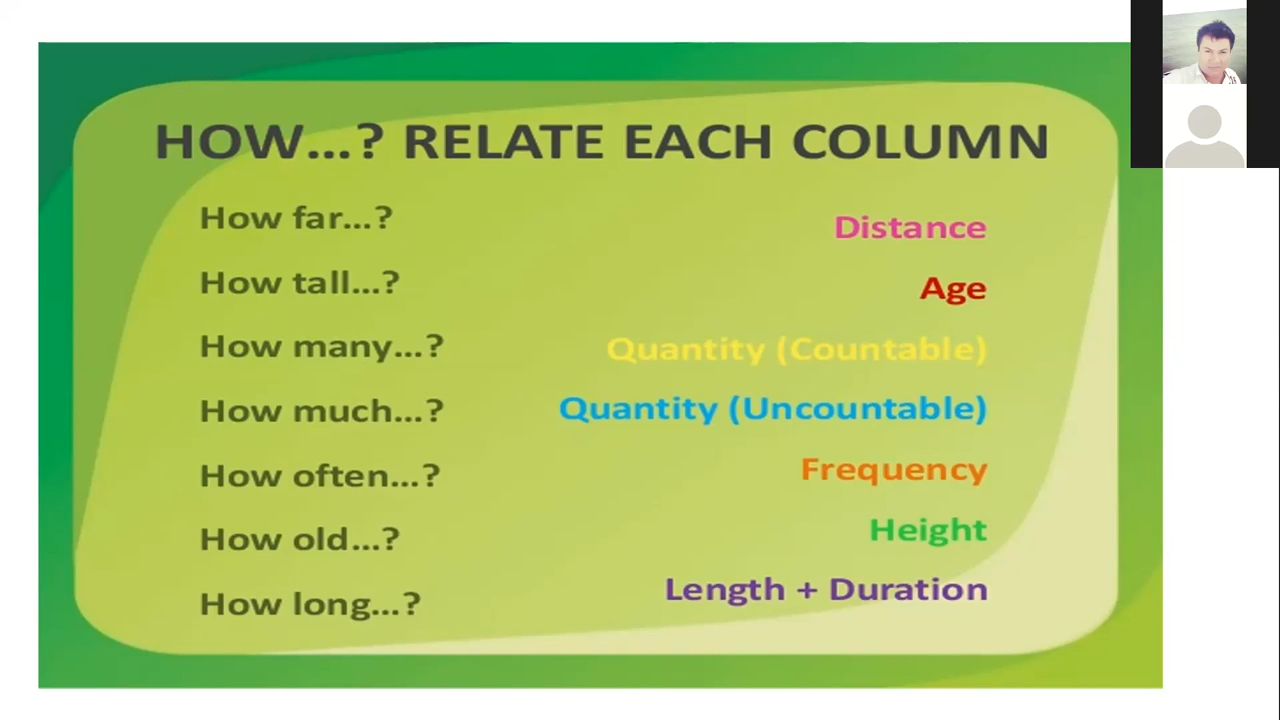 HOW...? RELATE EACH COLUMN
How far...?
Distance
How tall...?
Age
How many...?
Quantity (Countable)
How much...?
Quantity (Uncountable)
How often...?
Frequency
How old...?
Height
How long...?
Length + Duration